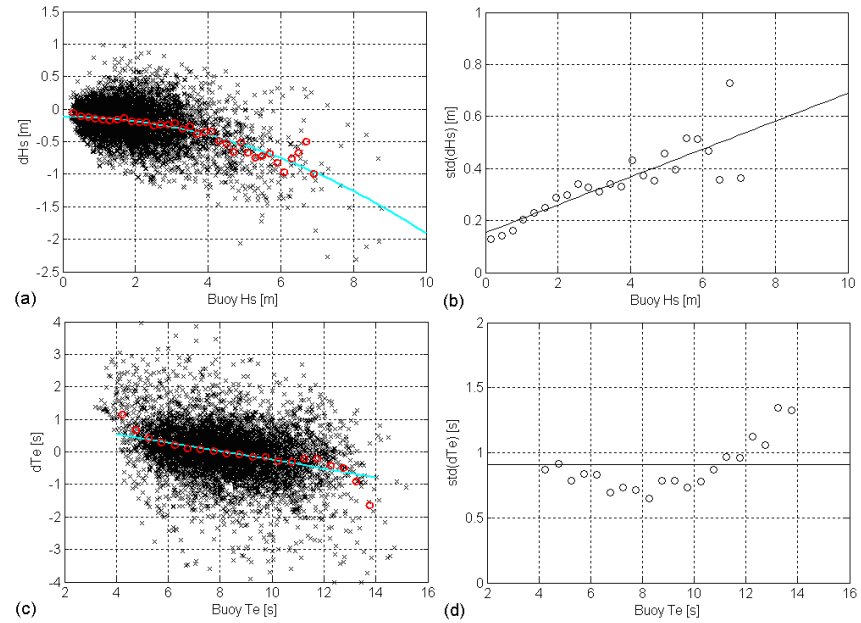 1.5
1
0.5
0
-0.5
-1
-1.5
-2
-2.5
dHs [m]
0 2 4 6 8 10
(a) Buoy Hs [m]
1
0.8
0.6
0.4
0.2
0
std(dHs) [m]
0 2 4 6 8 10
(b) Buoy Hs [m]
4
3
2
1
0
-1
-2
-3
-4
dTe [s]
2 4 6 8 10 12 14 16
(c) Buoy Te [s]
2
1.5
1
0.5
0
std(dTe) [s]
2 4 6 8 10 12 14 16
(d) Buoy Te [s]